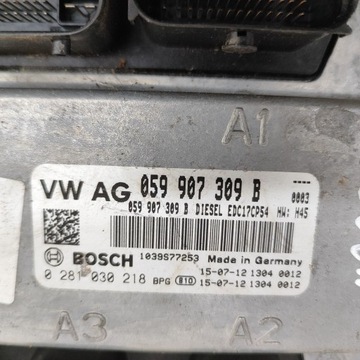 A1
VW AG 059 907 309 B
0003
059 907 309 B DIESEL EDC17CP54 HW: H45
BOSCH 1039S77253 Made in Germany
0 281 030 218 BPG 15-07-12 1304 0012
15-07-12 1304 0012
A3 A2